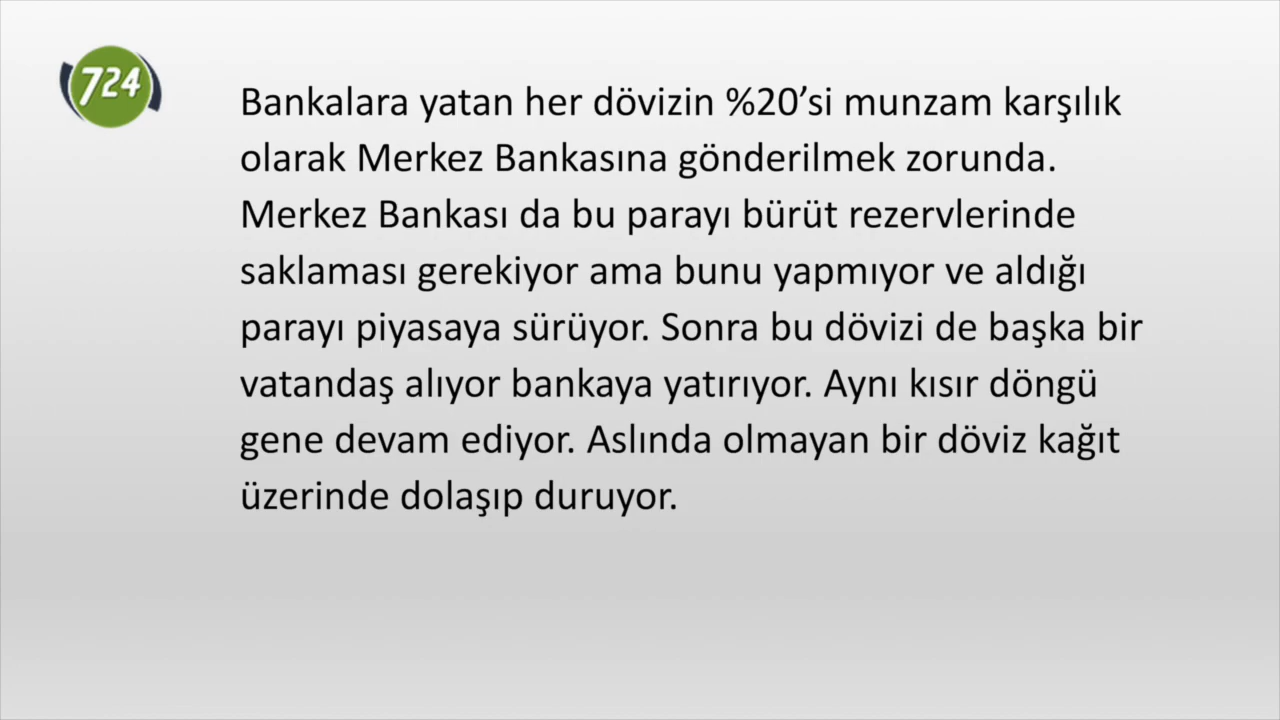 724
Bankalara yatan her dövizin %20’si munzam karşılık
olarak Merkez Bankasına gönderilmek zorunda.
Merkez Bankası da bu parayı bürüt rezervlerinde
saklaması gerekiyor ama bunu yapmıyor ve aldığı
parayı piyasaya sürüyor. Sonra bu dövizi de başka bir
vatandaş alıyor bankaya yatırıyor. Aynı kısır döngü
gene devam ediyor. Aslında olmayan bir döviz kağıt
üzerinde dolaşıp duruyor.